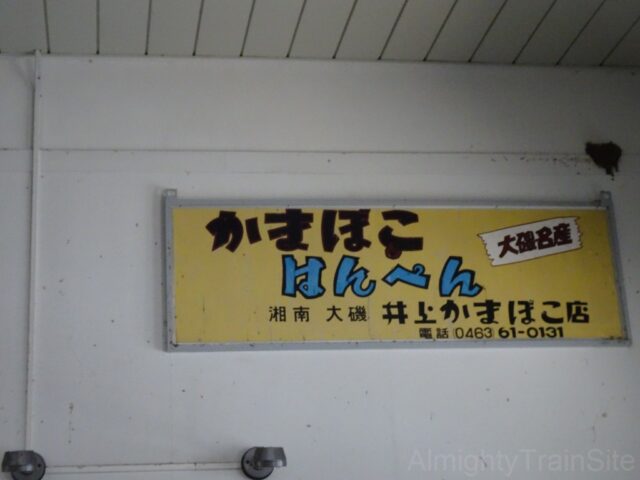 かまぼこ
大磯名産
はんぺん
湘南 大磯 井上かまぼこ店
電話(0463)61-0131
AlmightyTrainSite